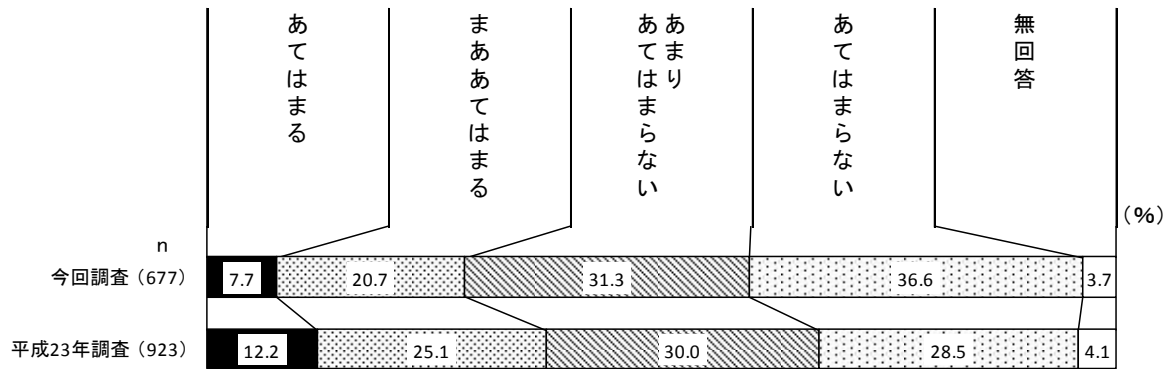 あてはまる
まああてはまる
あまり
あてはまらない
あてはまらない
無回答
（%）
n
今回調査（677） 7.7 20.7 31.3 36.6 3.7
平成23年調査（923） 12.2 25.1 30.0 28.5 4.1